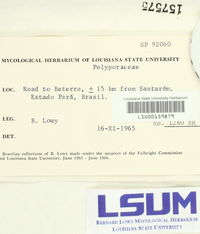 157575
SP 92060
MYCOLOGICAL HERBARIUM OF LOUISIANA STATE UNIVERSITY
Polyporaceae
LOC. Road to Beterra, ± 15 km from Santarém,
Estado Pará, Brasil.
Louisiana State University Herbarium
LSU00159879
LEG. B. Lowy
No. 1280 BR
16-XI-1965
DET.
Brazilian collections of B. Lowy made under the auspices of the Fulbright Commission
and Louisiana State University, June 1965 - June 1966.
LSUM
BERNARD LOWY MYCOLOGICAL HERBARIUM
LOUISIANA STATE UNIVERSITY